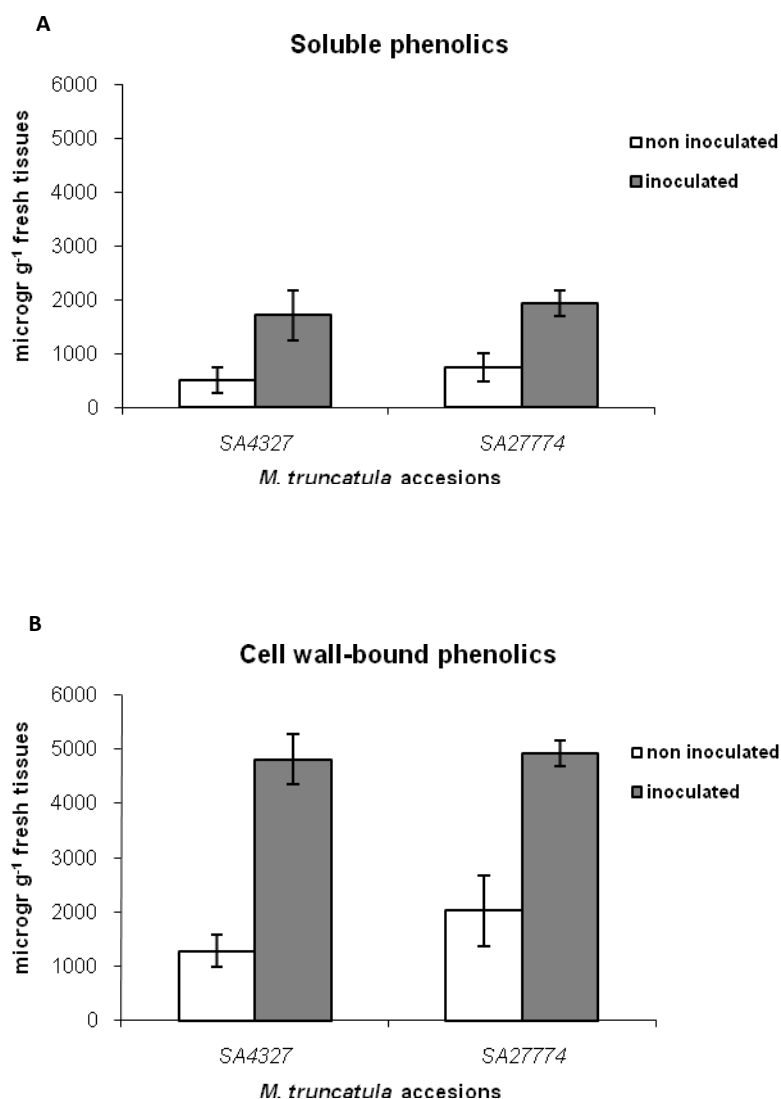 A
Soluble phenolics
6000
5000
4000
3000
2000
1000
0
microgr g⁻¹ fresh tissues
non inoculated
inoculated
SA4327 SA27774
M. truncatula accesions
B
Cell wall-bound phenolics
6000
5000
4000
3000
2000
1000
0
microgr g⁻¹ fresh tissues
non inoculated
inoculated
SA4327 SA27774
M. truncatula accesions